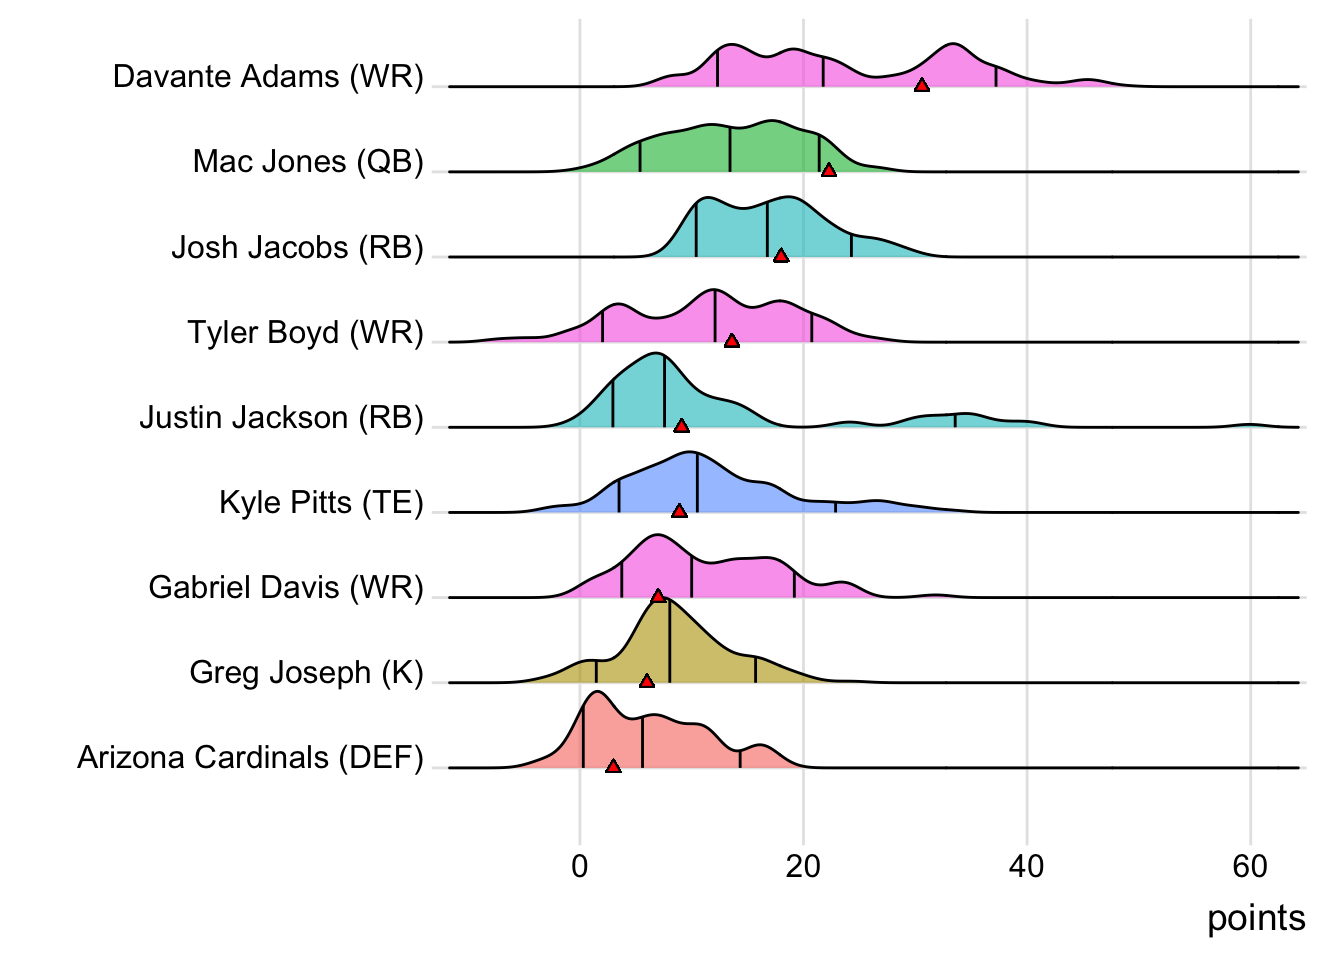 Davante Adams (WR)
Mac Jones (QB)
Josh Jacobs (RB)
Tyler Boyd (WR)
Justin Jackson (RB)
Kyle Pitts (TE)
Gabriel Davis (WR)
Greg Joseph (K)
Arizona Cardinals (DEF)
0 20 40 60
points